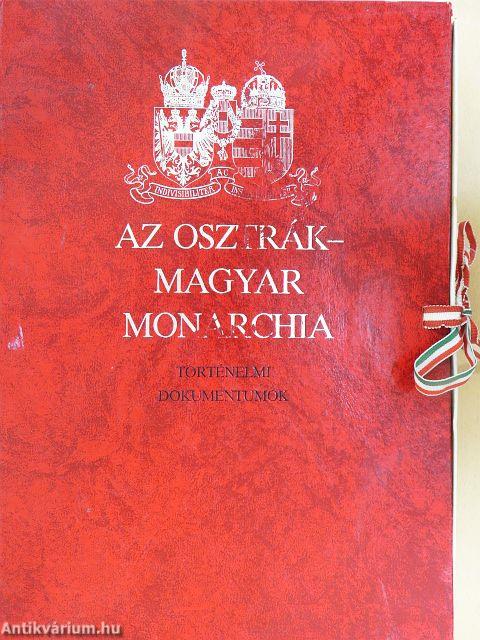 INDIVISIBILITER AC
AZ OSZTRÁK–
MAGYAR
MONARCHIA
TÖRTÉNELMI
DOKUMENTUMOK
Antikvárium.hu